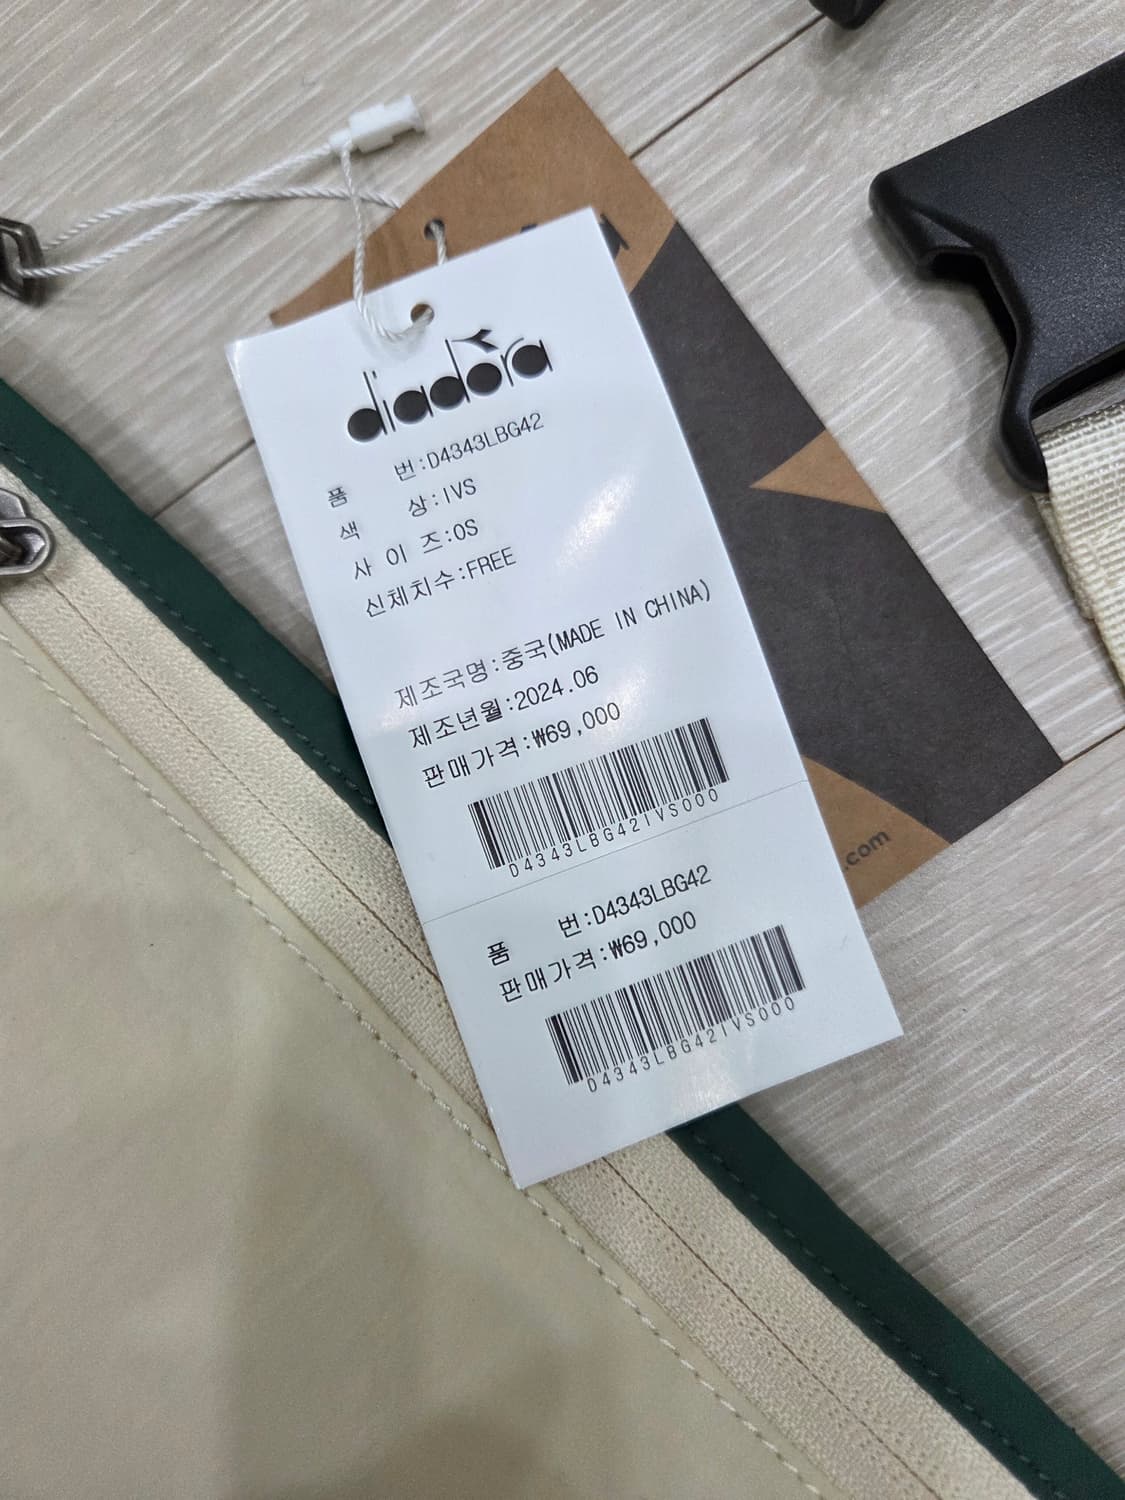 diadora
품 번:D4343LBG42
색 상:IVS
사 이 즈:OS
신체치수:FREE
제조국명:중국(MADE IN CHINA)
제조년월:2024.06
판매가격:₩69,000
D4343LBG42IVS000
품 번:D4343LBG42
판매가격:₩69,000
D4343LBG42IVS000
.com